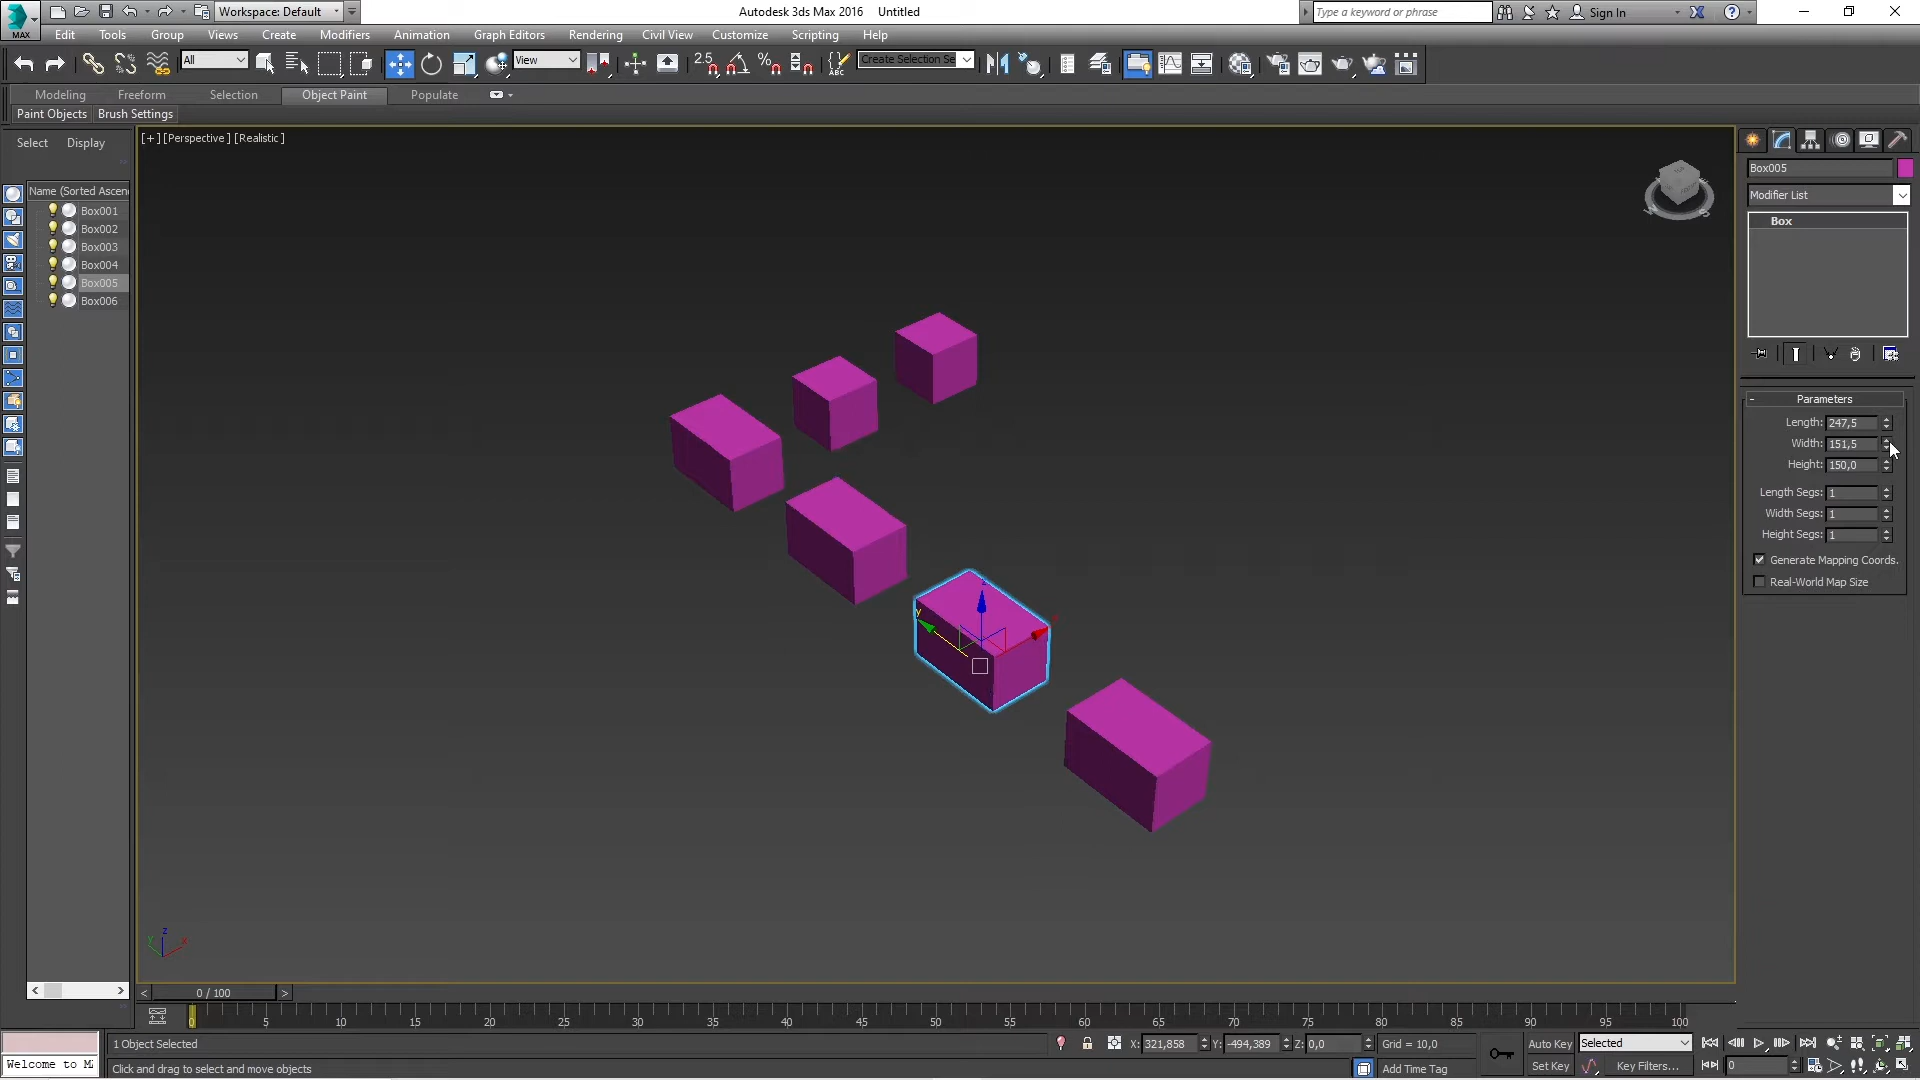 Workspace: Default
Autodesk 3ds Max 2016 Untitled
Type a keyword or phrase
Sign In
MAX
Edit Tools Group Views Create Modifiers Animation Graph Editors Rendering Civil View Customize Scripting Help
All
View
2.5
%
ABC
Create Selection Se
Modeling Freeform Selection Object Paint Populate
Paint Objects Brush Settings
Select Display
[+] [Perspective] [Realistic]
Name (Sorted Ascen
Box001
Box002
Box003
Box004
Box005
Box006
Box005
Modifier List
Box
Parameters
Length: 247,5
Width: 151,5
Height: 150,0
Length Segs: 1
Width Segs: 1
Height Segs: 1
Generate Mapping Coords.
Real-World Map Size
z
y
z
y x
< 0 / 100 >
0 5 10 15 20 25 30 35 40 45 50 55 60 65 70 75 80 85 90 95 100
1 Object Selected
X: 321,858 Y: -494,389 Z: 0,0 Grid = 10,0
Auto Key Selected
Welcome to M
Click and drag to select and move objects
Add Time Tag
Set Key Key Filters... 0